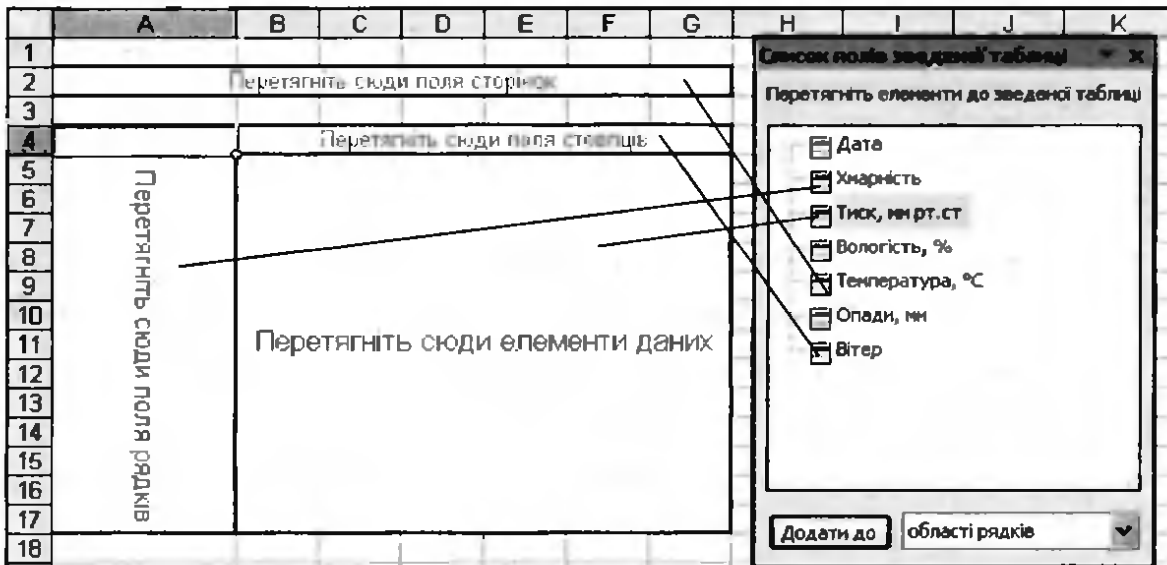 A B C D E F G H I J K
1
Список полів зведеної таблиці
2 Перетягніть сюди поля сторінок
Перетягніть елементи до зведеної таблиці
3
4 Перетягніть сюди поля стовпців
Дата
5
Хмарність
6
Тиск, мм рт.ст
7
Вологість, %
8
Температура, °C
9
Опади, мм
10
Вітер
11 Перетягніть сюди елементи даних
12
13
14
15
16
17
18
Перетягніть сюди поля рядків
Додати до області рядків